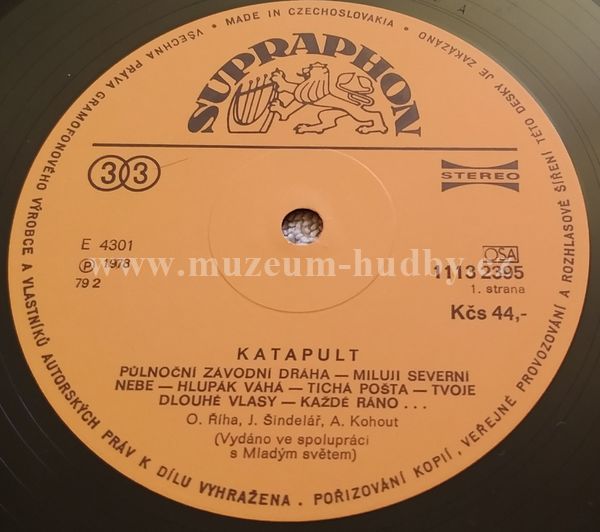 VŠECHNA PRÁVA GRAMOFONOVÉHO VÝROBCE A VLASTNÍKŮ AUTORSKÝCH PRÁV K DÍLU VYHRAŽENA . POŘIZOVÁNÍ KOPIÍ , VEŘEJNÉ PROVOZOVÁNÍ A ROZHLASOVÉ ŠÍŘENÍ TÉTO DESKY JE ZAKÁZÁNO
• MADE IN CZECHOSLOVAKIA •
SUPRAPHON
33
STEREO
E 4301
Ⓟ 1978
79 2
OSA
1113 2395
1. strana
Kčs 44,-
www.muzeum-hudby.
KATAPULT
PŮLNOČNÍ ZÁVODNÍ DRÁHA — MILUJI SEVERNÍ
NEBE — HLUPÁK VÁHÁ — TICHÁ POŠTA — TVOJE
DLOUHÉ VLASY — KAŽDÉ RÁNO . . .
O. Říha, J. Šindelář, A. Kohout
(Vydáno ve spolupráci
s Mladým světem)